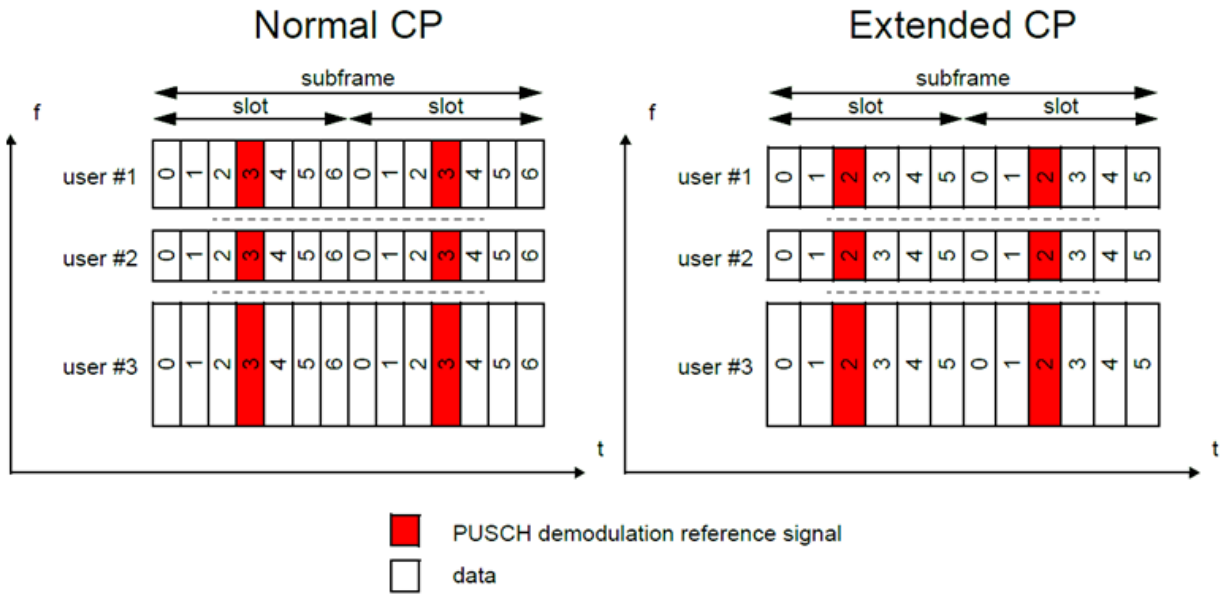 Normal CP
Extended CP
subframe
subframe
slot slot
slot slot
f
f
user #1 0 1 2 3 4 5 6 0 1 2 3 4 5 6
user #1 0 1 2 3 4 5 0 1 2 3 4 5
user #2 0 1 2 3 4 5 6 0 1 2 3 4 5 6
user #2 0 1 2 3 4 5 0 1 2 3 4 5
user #3 0 1 2 3 4 5 6 0 1 2 3 4 5 6
user #3 0 1 2 3 4 5 0 1 2 3 4 5
t
t
PUSCH demodulation reference signal
data